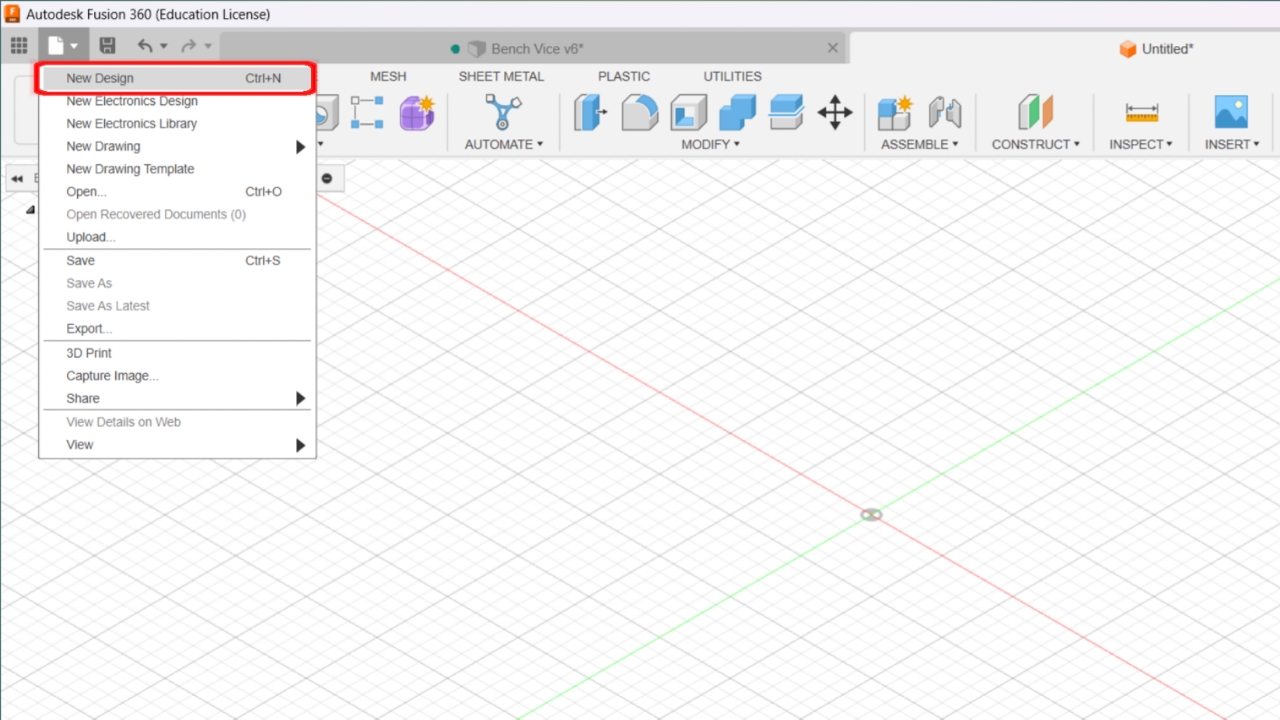 Autodesk Fusion 360 (Education License)
Bench Vice v6*
Untitled*
MESH SHEET METAL PLASTIC UTILITIES
AUTOMATE MODIFY ASSEMBLE CONSTRUCT INSPECT INSERT
New Design Ctrl+N
New Electronics Design
New Electronics Library
New Drawing
New Drawing Template
Open... Ctrl+O
Open Recovered Documents (0)
Upload...
Save Ctrl+S
Save As
Save As Latest
Export...
3D Print
Capture Image...
Share
View Details on Web
View